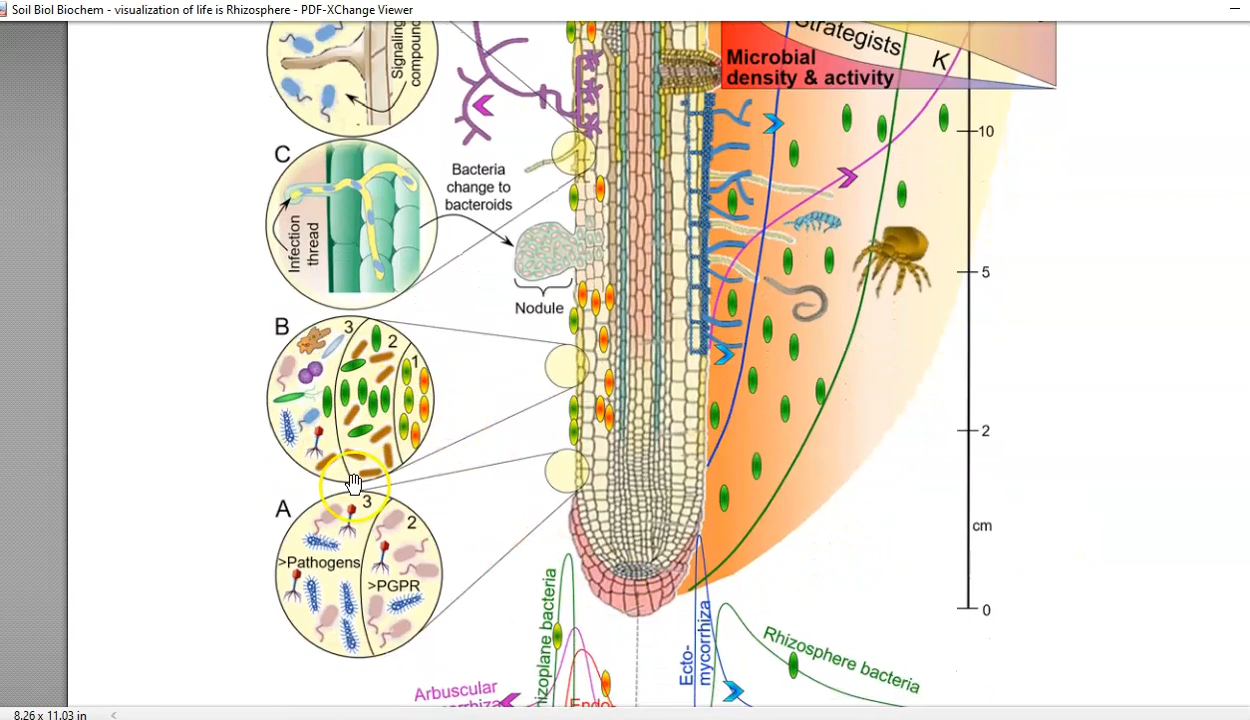 Soil Biol Biochem - visualization of life is Rhizosphere - PDF-XChange Viewer
Signaling
Strategists
K
Microbial
density & activity
10
C
Bacteria
change to
bacteroids
Infection
thread
5
Nodule
B
3
2
1
2
A
3
2
cm
>Pathogens
>PGPR
0
Ecto-
mycorrhiza
Rhizosphere bacteria
Arbuscular
bacteria
8.26 x 11.03 in